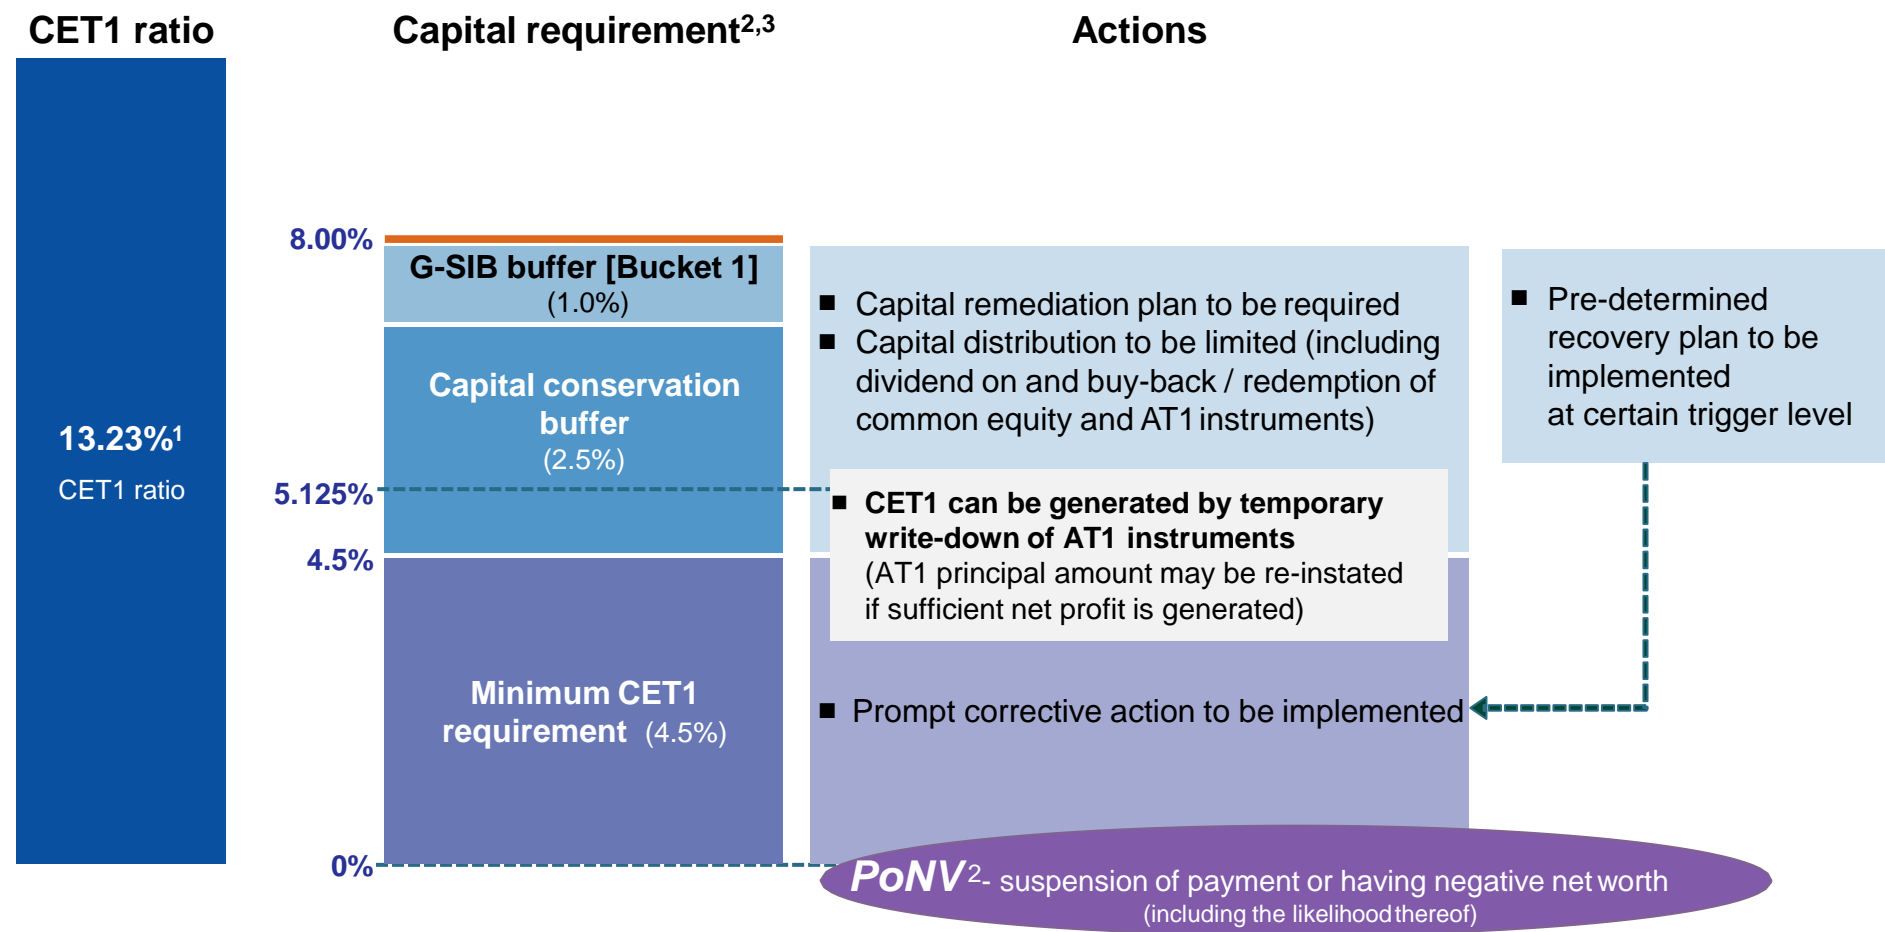 CET1 ratio
Capital requirement2,3
Actions
13.23%1
CET1 ratio
8.00%
5.125%
4.5%
0%
G-SIB buffer [Bucket 1]
(1.0%)
Capital conservation
buffer
(2.5%)
Minimum CET1
requirement (4.5%)
■ Capital remediation plan to be required
■ Capital distribution to be limited (including
dividend on and buy-back / redemption of
common equity and AT1 instruments)
■ CET1 can be generated by temporary
write-down of AT1 instruments
(AT1 principal amount may be re-instated
if sufficient net profit is generated)
■ Prompt corrective action to be implemented
■ Pre-determined
recovery plan to be
implemented
at certain trigger level
PoNV2- suspension of payment or having negative net worth
(including the likelihood thereof)